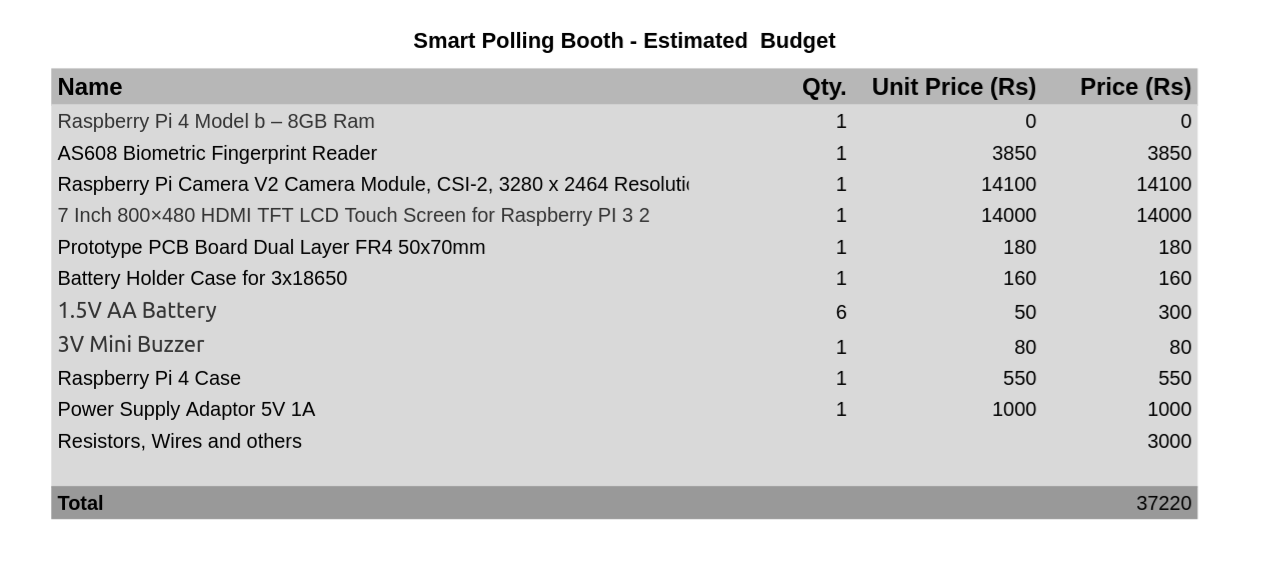 Smart Polling Booth - Estimated  Budget
Name Qty. Unit Price (Rs) Price (Rs)
Raspberry Pi 4 Model b – 8GB Ram 1 0 0
AS608 Biometric Fingerprint Reader 1 3850 3850
Raspberry Pi Camera V2 Camera Module, CSI-2, 3280 x 2464 1 14100 14100
7 Inch 800×480 HDMI TFT LCD Touch Screen for Raspberry PI 3 2 1 14000 14000
Prototype PCB Board Dual Layer FR4 50x70mm 1 180 180
Battery Holder Case for 3x18650 1 160 160
1.5V AA Battery 6 50 300
3V Mini Buzzer 1 80 80
Raspberry Pi 4 Case 1 550 550
Power Supply Adaptor 5V 1A 1 1000 1000
Resistors, Wires and others 3000
Total 37220